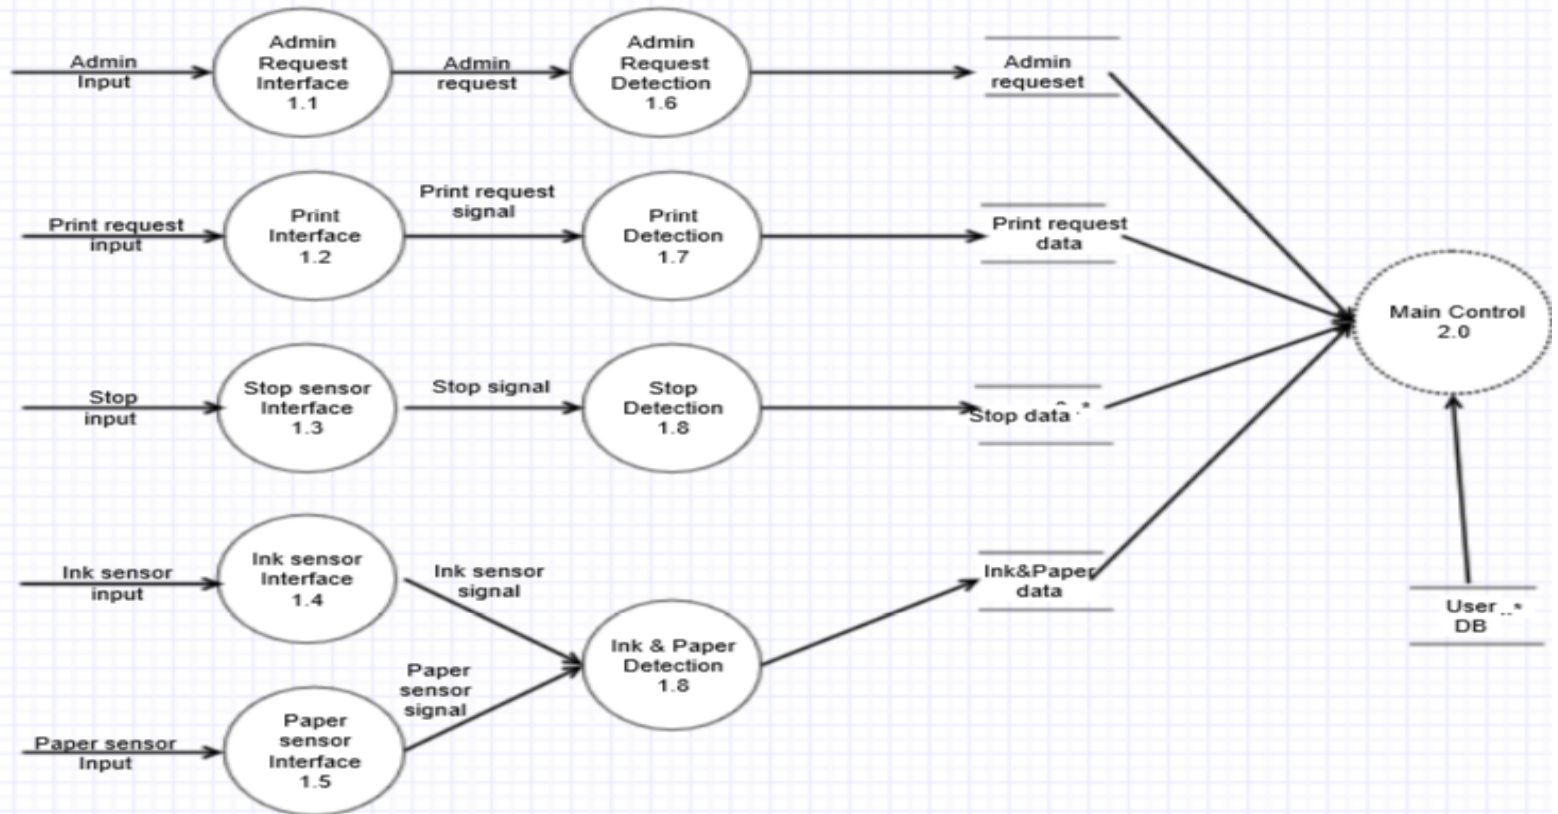 Admin
Input
Admin
Request
Interface
1.1
Admin
request
Admin
Request
Detection
1.6
Admin
requeset
Print request
input
Print
Interface
1.2
Print request
signal
Print
Detection
1.7
Print request
data
Main Control
2.0
Stop
input
Stop sensor
Interface
1.3
Stop signal
Stop
Detection
1.8
Stop data
Ink sensor
input
Ink sensor
Interface
1.4
Ink sensor
signal
Ink & Paper
Detection
1.8
Ink&Paper
data
User
DB
Paper sensor
Input
Paper
sensor
Interface
1.5
Paper
sensor
signal